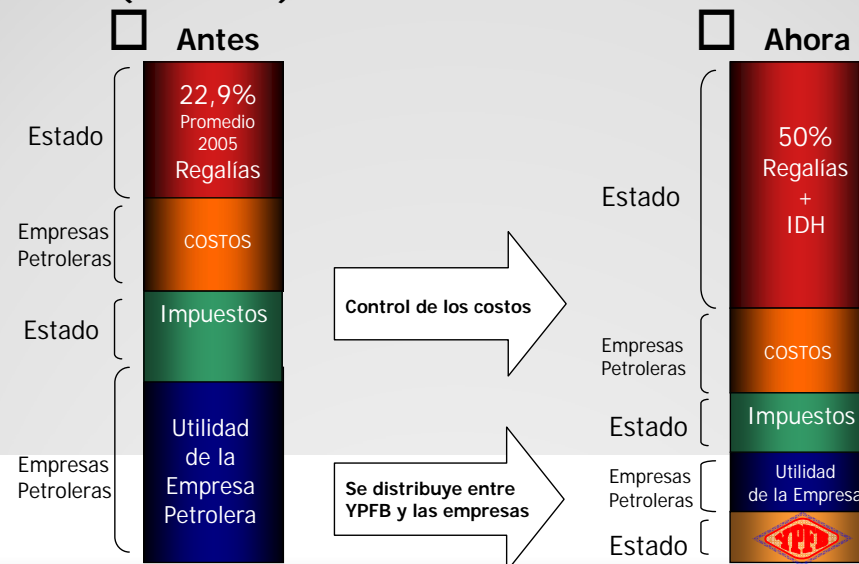 Antes
Ahora
Estado
22,9%
Promedio
2005
Regalías
Empresas
Petroleras
COSTOS
Estado
Impuestos
Empresas
Petroleras
Utilidad
de la
Empresa
Petrolera
Control de los costos
Se distribuye entre
YPFB y las empresas
Estado
50%
Regalías
+
IDH
Empresas
Petroleras
COSTOS
Estado
Impuestos
Empresas
Petroleras
Utilidad
de la Empresa
Estado
YPFB